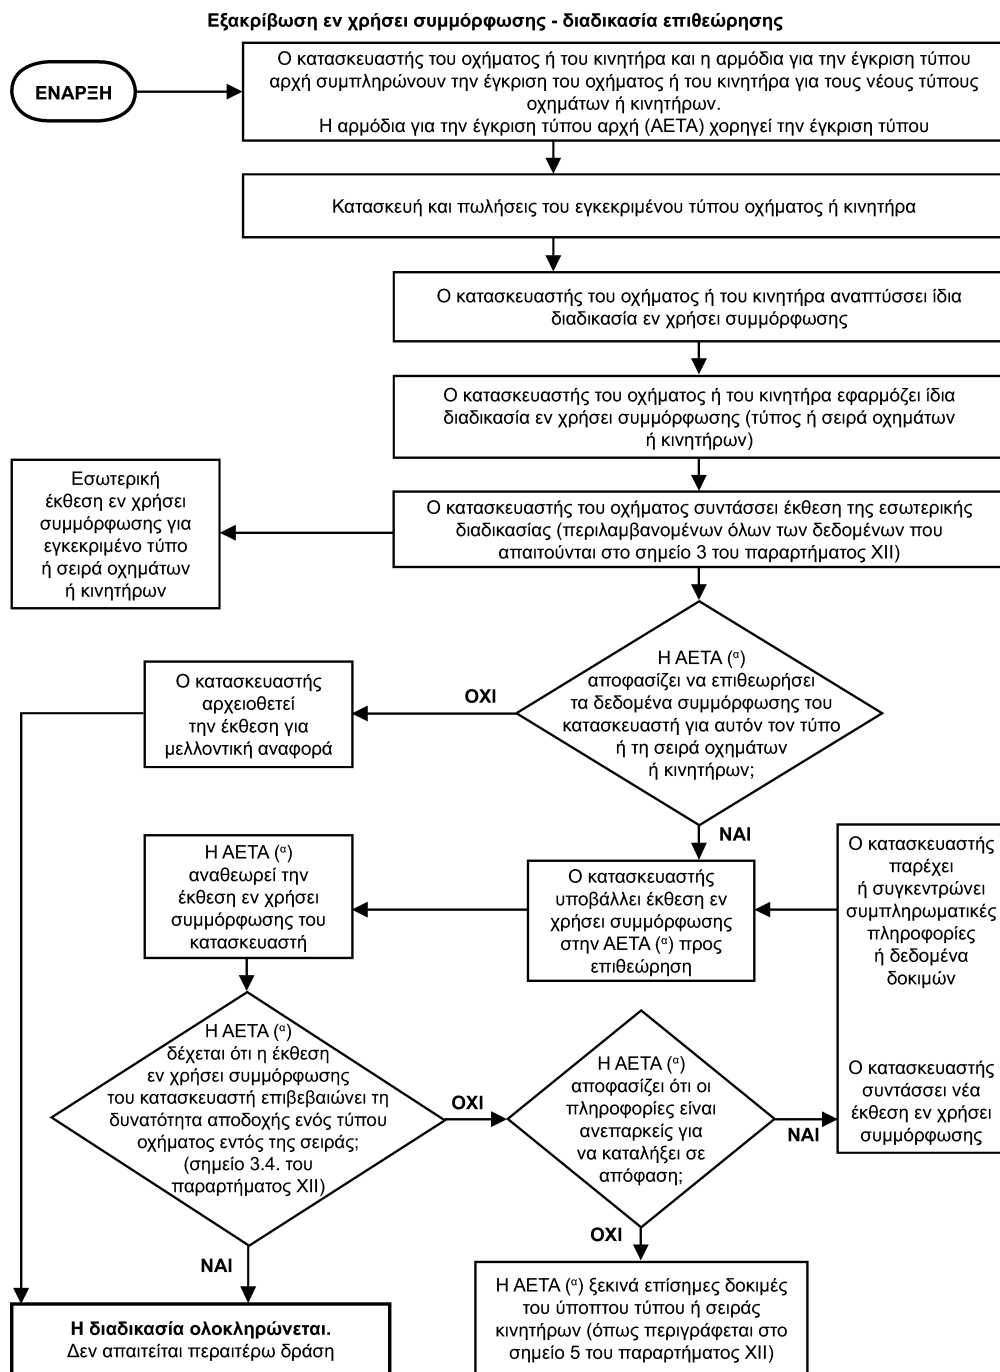 Εξακρίβωση εν χρήσει συμμόρφωσης - διαδικασία επιθεώρησης
ΕΝΑΡΞΗ
Ο κατασκευαστής του οχήματος ή του κινητήρα και η αρμόδια για την έγκριση τύπου
αρχή συμπληρώνουν την έγκριση του οχήματος ή του κινητήρα για τους νέους τύπους
οχημάτων ή κινητήρων.
Η αρμόδια για την έγκριση τύπου αρχή (ΑΕΤΑ) χορηγεί την έγκριση τύπου
Κατασκευή και πωλήσεις του εγκεκριμένου τύπου οχήματος ή κινητήρα
Ο κατασκευαστής του οχήματος ή του κινητήρα αναπτύσσει ίδια
διαδικασία εν χρήσει συμμόρφωσης
Ο κατασκευαστής του οχήματος ή του κινητήρα εφαρμόζει ίδια
διαδικασία εν χρήσει συμμόρφωσης (τύπος ή σειρά οχημάτων
ή κινητήρων)
Εσωτερική
έκθεση εν χρήσει
συμμόρφωσης για
εγκεκριμένο τύπο
ή σειρά οχημάτων
ή κινητήρων
Ο κατασκευαστής του οχήματος συντάσσει έκθεση της εσωτερικής
διαδικασίας (περιλαμβανομένων όλων των δεδομένων που
απαιτούνται στο σημείο 3 του παραρτήματος XII)
Η ΑΕΤΑ (α)
αποφασίζει να επιθεωρήσει
τα δεδομένα συμμόρφωσης του
κατασκευαστή για αυτόν τον τύπο
ή τη σειρά οχημάτων
ή κινητήρων;
ΟΧΙ
Ο κατασκευαστής
αρχειοθετεί
την έκθεση για
μελλοντική αναφορά
ΝΑΙ
Ο κατασκευαστής
υποβάλλει έκθεση εν
χρήσει συμμόρφωσης
στην ΑΕΤΑ (α) προς
επιθεώρηση
Ο κατασκευαστής
παρέχει
ή συγκεντρώνει
συμπληρωματικές
πληροφορίες
ή δεδομένα
δοκιμών
Ο κατασκευαστής
συντάσσει νέα
έκθεση εν χρήσει
συμμόρφωσης
Η ΑΕΤΑ (α)
αναθεωρεί την
έκθεση εν χρήσει
συμμόρφωσης του
κατασκευαστή
Η ΑΕΤΑ (α)
δέχεται ότι η έκθεση
εν χρήσει συμμόρφωσης
του κατασκευαστή επιβεβαιώνει τη
δυνατότητα αποδοχής ενός τύπου
οχήματος εντός της σειράς;
(σημείο 3.4. του
παραρτήματος XII)
ΟΧΙ
Η ΑΕΤΑ (α)
αποφασίζει ότι οι
πληροφορίες είναι
ανεπαρκείς για
να καταλήξει σε
απόφαση;
ΝΑΙ
ΟΧΙ
ΝΑΙ
Η ΑΕΤΑ (α) ξεκινά επίσημες δοκιμές
του ύποπτου τύπου ή σειράς
κινητήρων (όπως περιγράφεται στο
σημείο 5 του παραρτήματος XII)
Η διαδικασία ολοκληρώνεται.
Δεν απαιτείται περαιτέρω δράση